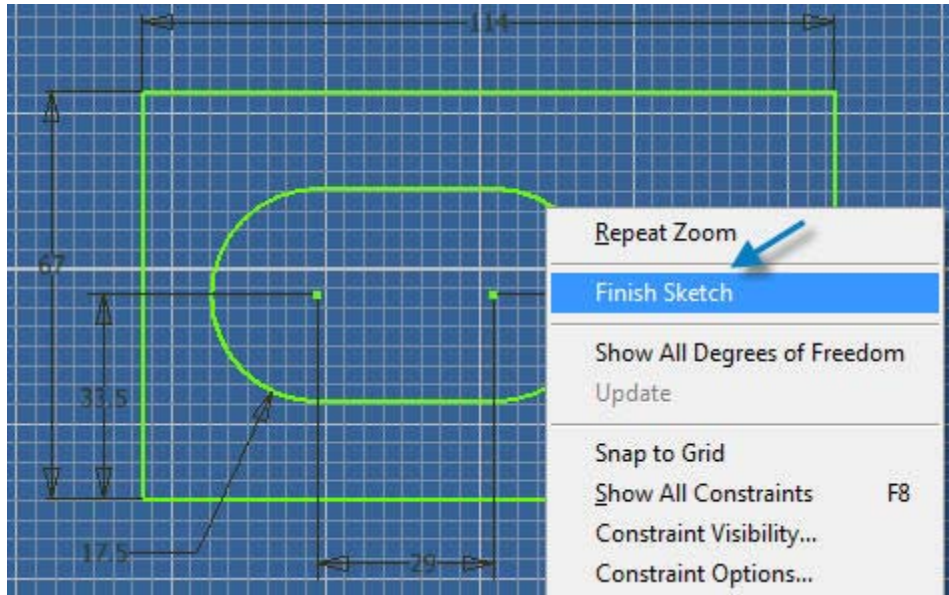 114
67
33.5
17.5
29
Repeat Zoom
Finish Sketch
Show All Degrees of Freedom
Update
Snap to Grid
Show All Constraints F8
Constraint Visibility...
Constraint Options...